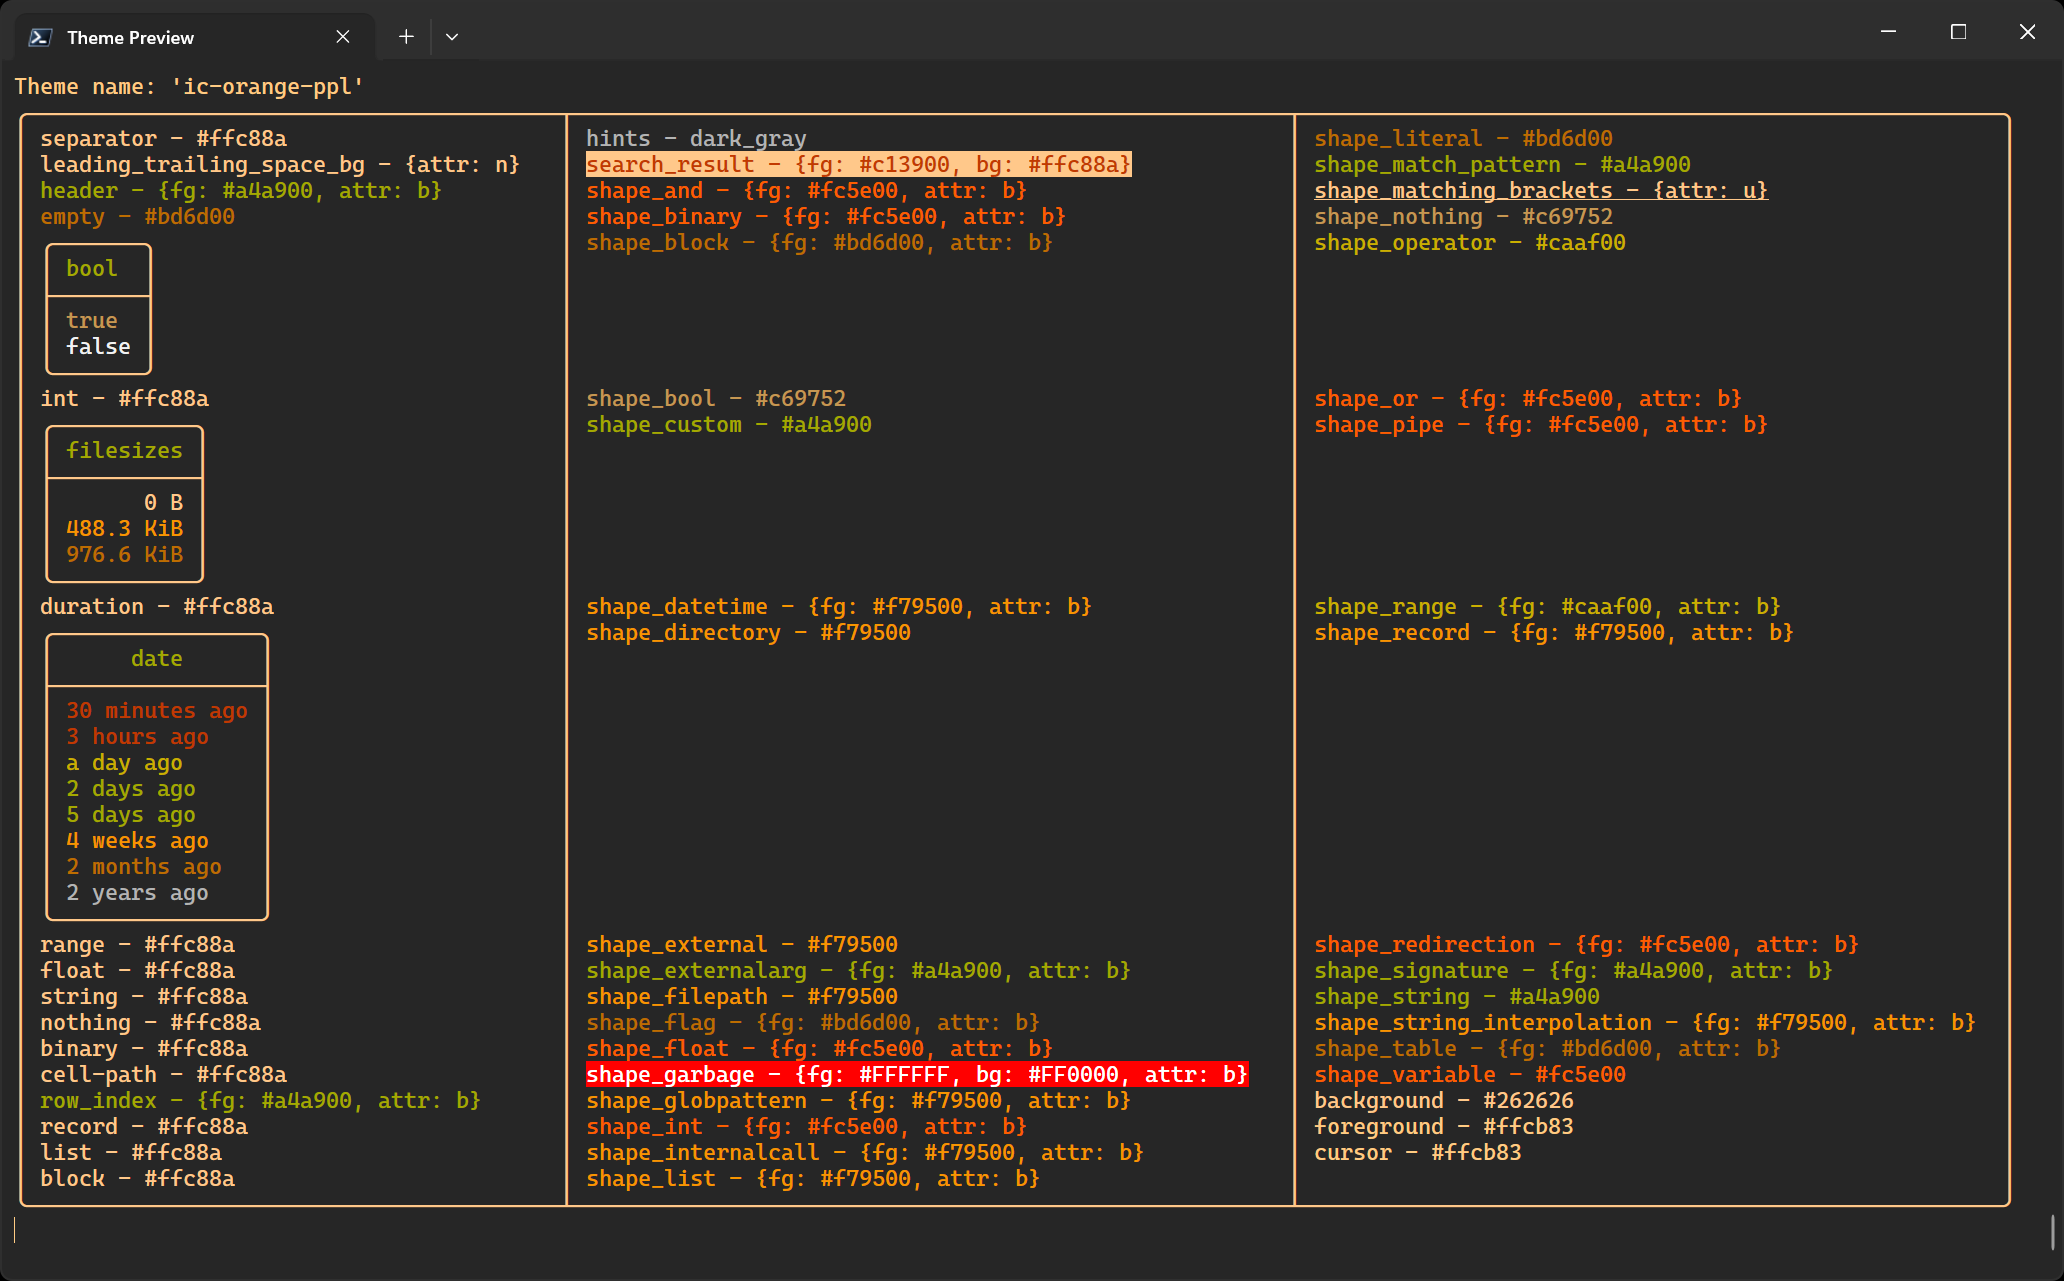 Theme Preview
Theme name: 'ic-orange-ppl'
separator - #ffc88a
leading_trailing_space_bg - {attr: n}
header - {fg: #a4a900, attr: b}
empty - #bd6d00
bool
true
false
int - #ffc88a
filesizes
0 B
488.3 KiB
976.6 KiB
duration - #ffc88a
date
30 minutes ago
3 hours ago
a day ago
2 days ago
5 days ago
4 weeks ago
2 months ago
2 years ago
range - #ffc88a
float - #ffc88a
string - #ffc88a
nothing - #ffc88a
binary - #ffc88a
cell-path - #ffc88a
row_index - {fg: #a4a900, attr: b}
record - #ffc88a
list - #ffc88a
block - #ffc88a
hints - dark_gray
search_result - {fg: #c13900, bg: #ffc88a}
shape_and - {fg: #fc5e00, attr: b}
shape_binary - {fg: #fc5e00, attr: b}
shape_block - {fg: #bd6d00, attr: b}
shape_bool - #c69752
shape_custom - #a4a900
shape_datetime - {fg: #f79500, attr: b}
shape_directory - #f79500
shape_external - #f79500
shape_externalarg - {fg: #a4a900, attr: b}
shape_filepath - #f79500
shape_flag - {fg: #bd6d00, attr: b}
shape_float - {fg: #fc5e00, attr: b}
shape_garbage - {fg: #FFFFFF, bg: #FF0000, attr: b}
shape_globpattern - {fg: #f79500, attr: b}
shape_int - {fg: #fc5e00, attr: b}
shape_internalcall - {fg: #f79500, attr: b}
shape_list - {fg: #f79500, attr: b}
shape_literal - #bd6d00
shape_match_pattern - #a4a900
shape_matching_brackets - {attr: u}
shape_nothing - #c69752
shape_operator - #caaf00
shape_or - {fg: #fc5e00, attr: b}
shape_pipe - {fg: #fc5e00, attr: b}
shape_range - {fg: #caaf00, attr: b}
shape_record - {fg: #f79500, attr: b}
shape_redirection - {fg: #fc5e00, attr: b}
shape_signature - {fg: #a4a900, attr: b}
shape_string - #a4a900
shape_string_interpolation - {fg: #f79500, attr: b}
shape_table - {fg: #bd6d00, attr: b}
shape_variable - #fc5e00
background - #262626
foreground - #ffcb83
cursor - #ffcb83